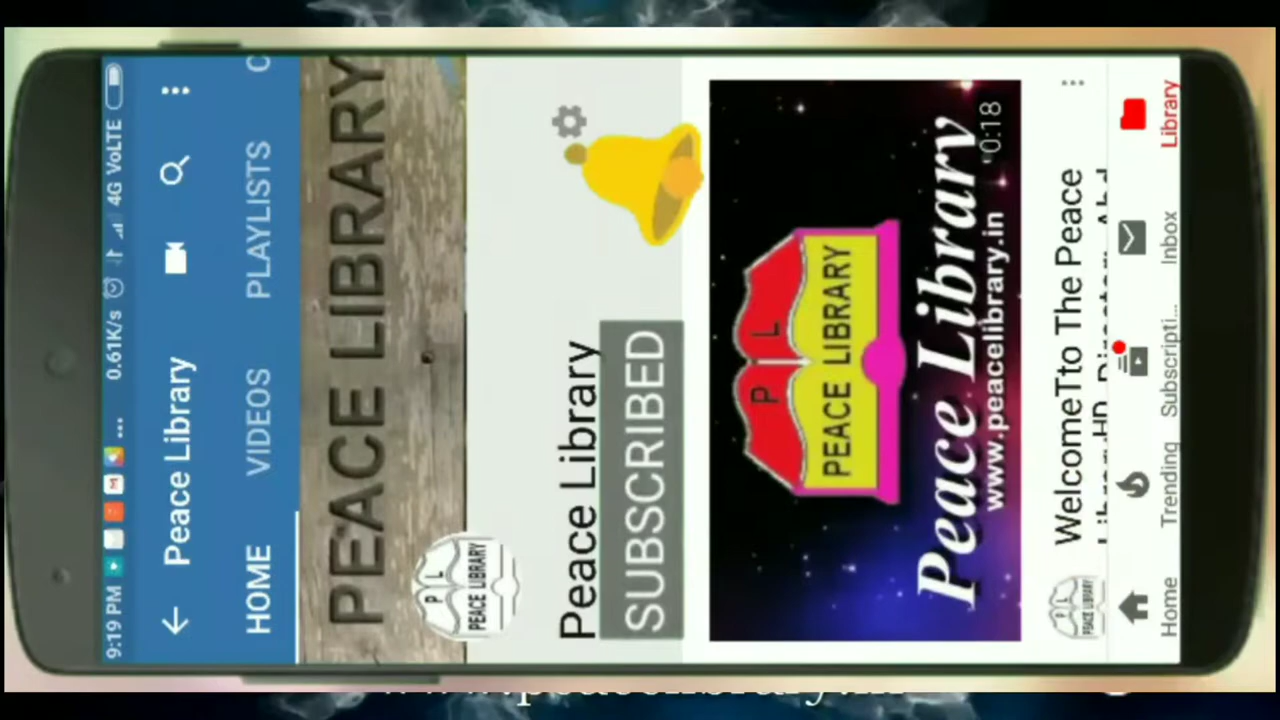 9:19 PM ... 0.61K/s 4G VoLTE
Peace Library
HOME VIDEOS PLAYLISTS C
PEACE LIBRARY
P L
PEACE LIBRARY
Peace Library
SUBSCRIBED
P L
PEACE LIBRARY
Peace Library
www.peacelibrary.in
0:18
WelcomeTto The Peace
P L
PEACE LIBRARY
Home Trending Subscripti... Inbox Library